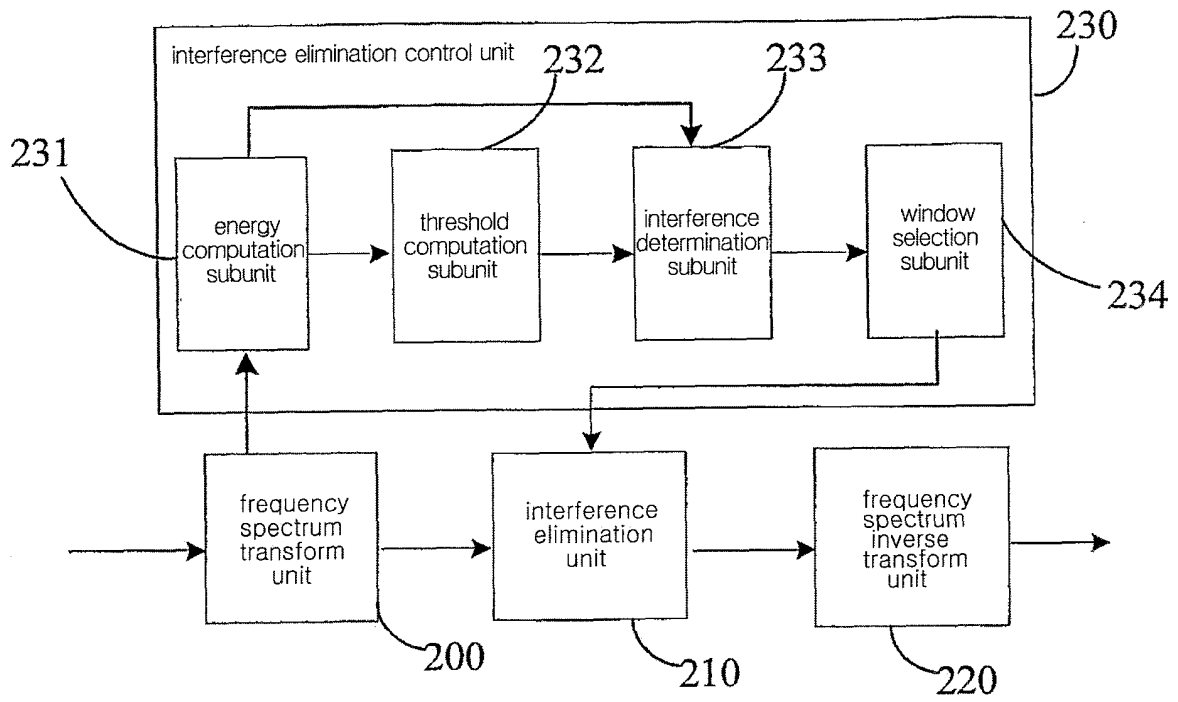 230
interference elimination control unit
232
233
231
energy
computation
subunit
threshold
computation
subunit
interference
determination
subunit
window
selection
subunit
234
frequency
spectrum
transform
unit
interference
elimination
unit
frequency
spectrum
inverse
transform
unit
200
210
220